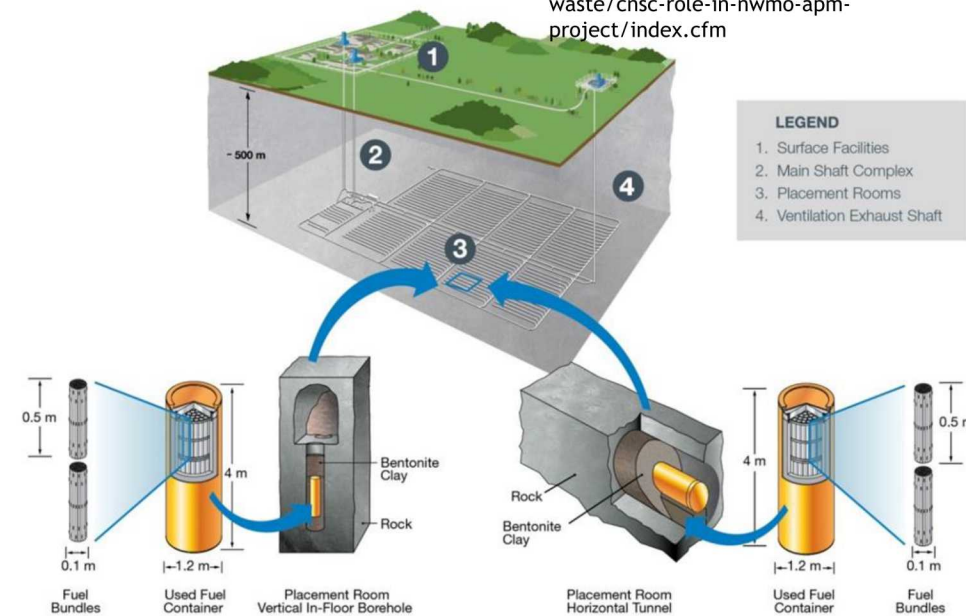 waste/cnsc-role-in-nwmo-apm-
project/index.cfm
1
~ 500 m
2
4
3
LEGEND
1. Surface Facilities
2. Main Shaft Complex
3. Placement Rooms
4. Ventilation Exhaust Shaft
0.5 m
4 m
Bentonite
Clay
Rock
0.1 m
1.2 m
Fuel
Bundles
Used Fuel
Container
Placement Room
Vertical In-Floor Borehole
Rock
Bentonite
Clay
4 m
0.5 m
1.2 m
0.1 m
Placement Room
Horizontal Tunnel
Used Fuel
Container
Fuel
Bundles